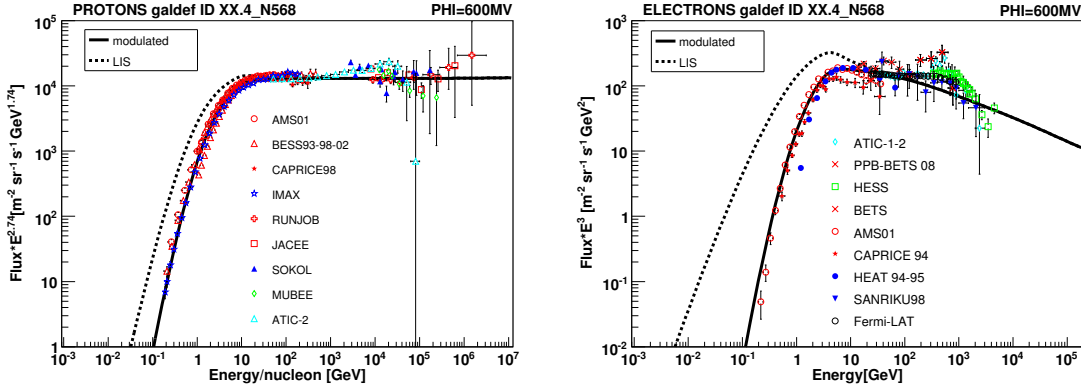 PROTONS galdef ID XX.4_N568 PHI=600MV
modulated
LIS
Flux*E^2.74 [m^-2 sr^-1 s^-1 GeV^1.74]
10^5
10^4
10^3
10^2
10
1
AMS01
BESS93-98-02
CAPRICE98
IMAX
RUNJOB
JACEE
SOKOL
MUBEE
ATIC-2
10^-3 10^-2 10^-1 1 10 10^2 10^3 10^4 10^5 10^6 10^7
Energy/nucleon [GeV]
ELECTRONS galdef ID XX.4_N568 PHI=600MV
modulated
LIS
Flux*E^3 [m^-2 sr^-1 s^-1 GeV^2]
10^3
10^2
10
1
10^-1
10^-2
ATIC-1-2
PPB-BETS 08
HESS
BETS
AMS01
CAPRICE 94
HEAT 94-95
SANRIKU98
Fermi-LAT
10^-3 10^-2 10^-1 1 10 10^2 10^3 10^4 10^5
Energy[GeV]